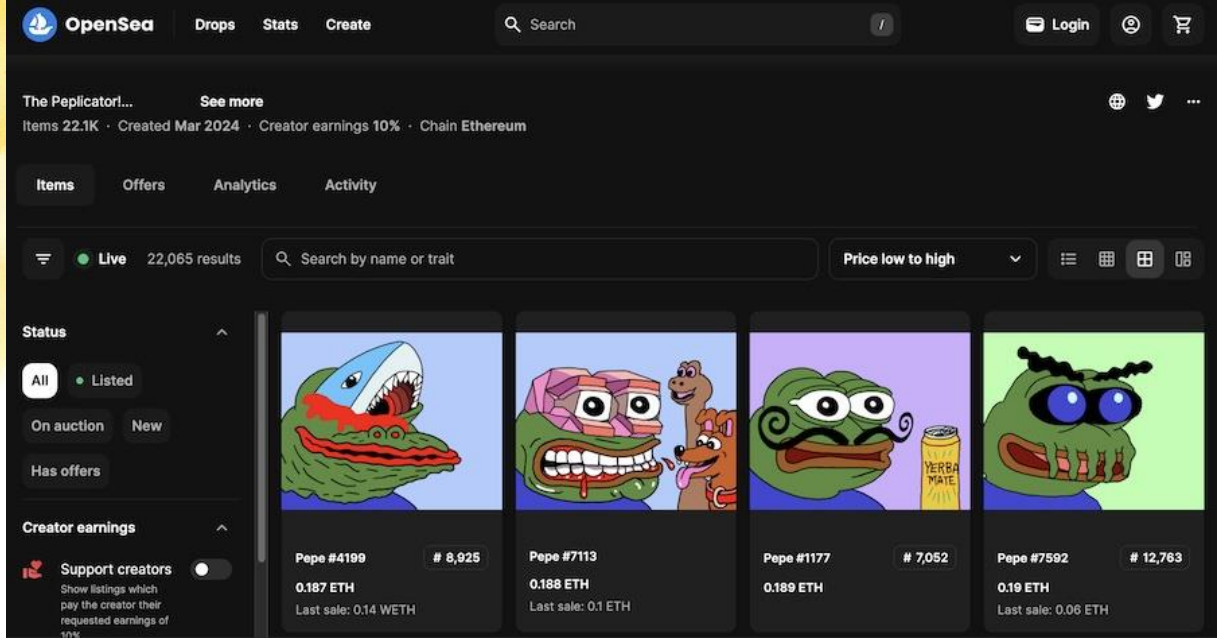 OpenSea Drops Stats Create Search / Login
The Peplicator!... See more
Items 22.1K · Created Mar 2024 · Creator earnings 10% · Chain Ethereum
Items Offers Analytics Activity
Live 22,065 results Search by name or trait Price low to high
Status
All Listed
On auction New
Has offers
Creator earnings
Support creators
Show listings which
pay the creator their
requested earnings of
10%
YERBA
MATE
Pepe #4199 # 8,925
0.187 ETH
Last sale: 0.14 WETH
Pepe #7113
0.188 ETH
Last sale: 0.1 ETH
Pepe #1177 # 7,052
0.189 ETH
Pepe #7592 # 12,763
0.19 ETH
Last sale: 0.06 ETH